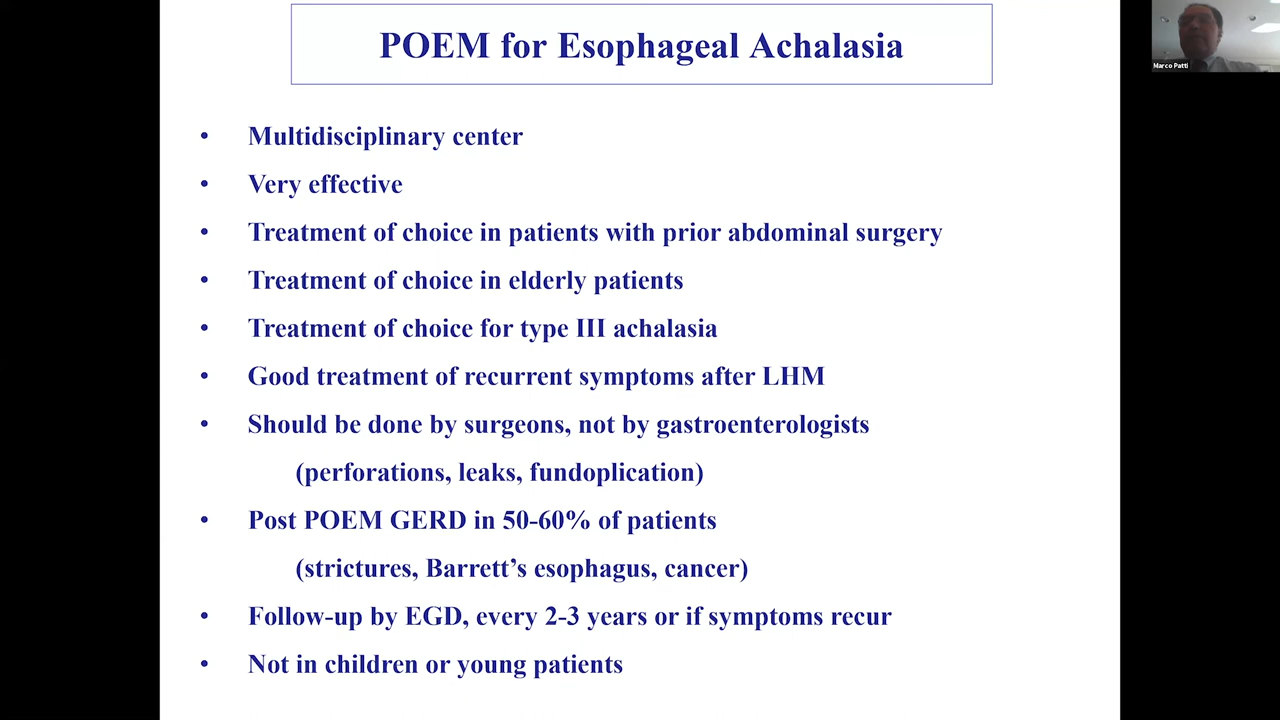 POEM for Esophageal Achalasia
Marco Patti
• Multidisciplinary center
• Very effective
• Treatment of choice in patients with prior abdominal surgery
• Treatment of choice in elderly patients
• Treatment of choice for type III achalasia
• Good treatment of recurrent symptoms after LHM
• Should be done by surgeons, not by gastroenterologists
(perforations, leaks, fundoplication)
• Post POEM GERD in 50-60% of patients
(strictures, Barrett’s esophagus, cancer)
• Follow-up by EGD, every 2-3 years or if symptoms recur
• Not in children or young patients